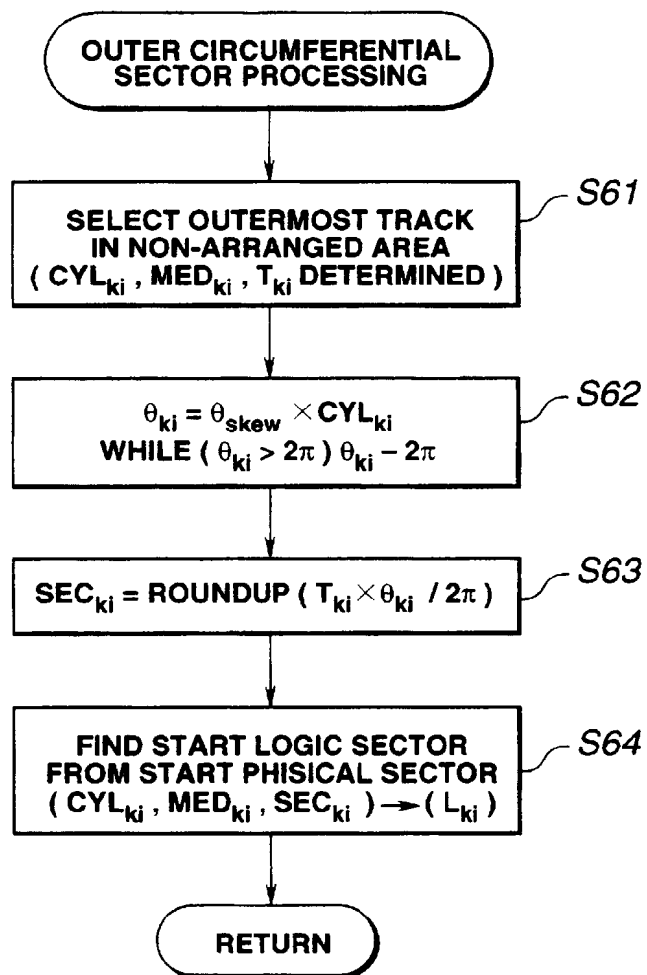 OUTER CIRCUMFERENTIAL
SECTOR PROCESSING
S61
SELECT OUTERMOST TRACK
IN NON-ARRANGED AREA
( CYLki , MEDki , Tki DETERMINED )
S62
θki = θskew × CYLki
WHILE ( θki > 2π ) θki – 2π
S63
SECki = ROUNDUP ( Tki × θki / 2π )
S64
FIND START LOGIC SECTOR
FROM START PHISICAL SECTOR
( CYLki , MEDki , SECki ) → ( Lki )
RETURN